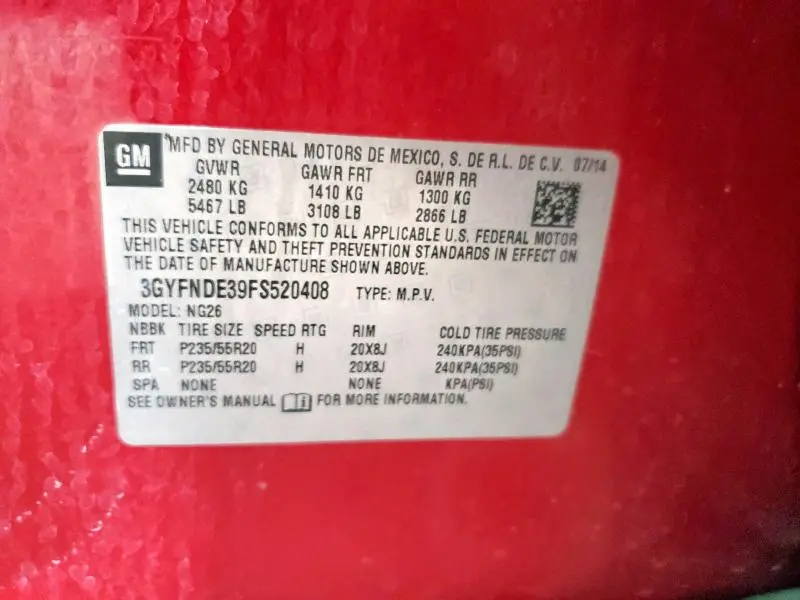 GM
*MFD BY GENERAL MOTORS DE MEXICO, S. DE R.L. DE C.V. 07/14
GVWR GAWR FRT GAWR RR
2480 KG 1410 KG 1300 KG
5467 LB 3108 LB 2866 LB
THIS VEHICLE CONFORMS TO ALL APPLICABLE U.S. FEDERAL MOTOR
VEHICLE SAFETY AND THEFT PREVENTION STANDARDS IN EFFECT ON
THE DATE OF MANUFACTURE SHOWN ABOVE.
3GYFNDE39FS520408 TYPE: M.P.V.
MODEL: NG26
NBBK TIRE SIZE SPEED RTG RIM COLD TIRE PRESSURE
FRT P235/55R20 H 20X8J 240KPA(35PSI)
RR P235/55R20 H 20X8J 240KPA(35PSI)
SPA NONE NONE KPA(PSI)
SEE OWNER'S MANUAL i FOR MORE INFORMATION.